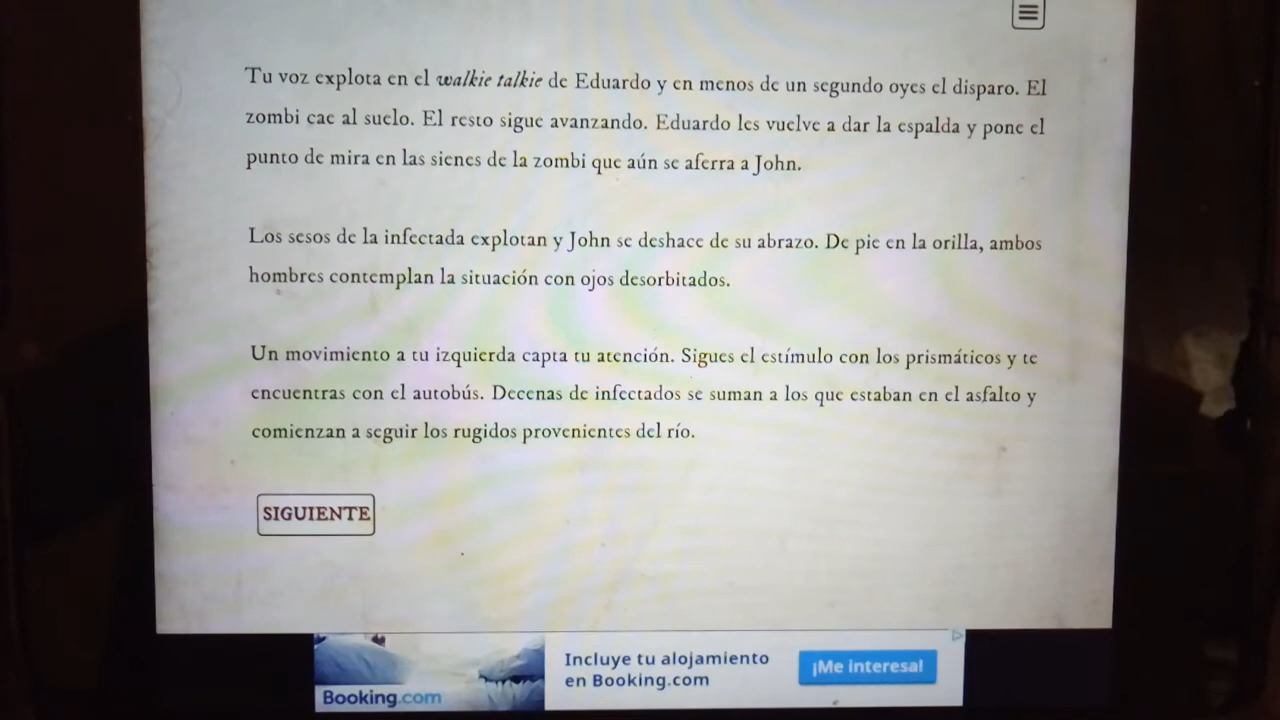 Tu voz explota en el walkie talkie de Eduardo y en menos de un segundo oyes el disparo. El
zombi cae al suelo. El resto sigue avanzando. Eduardo les vuelve a dar la espalda y pone el
punto de mira en las sienes de la zombi que aún se aferra a John.
Los sesos de la infectada explotan y John se deshace de su abrazo. De pie en la orilla, ambos
hombres contemplan la situación con ojos desorbitados.
Un movimiento a tu izquierda capta tu atención. Sigues el estímulo con los prismáticos y te
encuentras con el autobús. Decenas de infectados se suman a los que estaban en el asfalto y
comienzan a seguir los rugidos provenientes del río.
SIGUIENTE
Incluye tu alojamiento
en Booking.com
¡Me interesa!
Booking.com